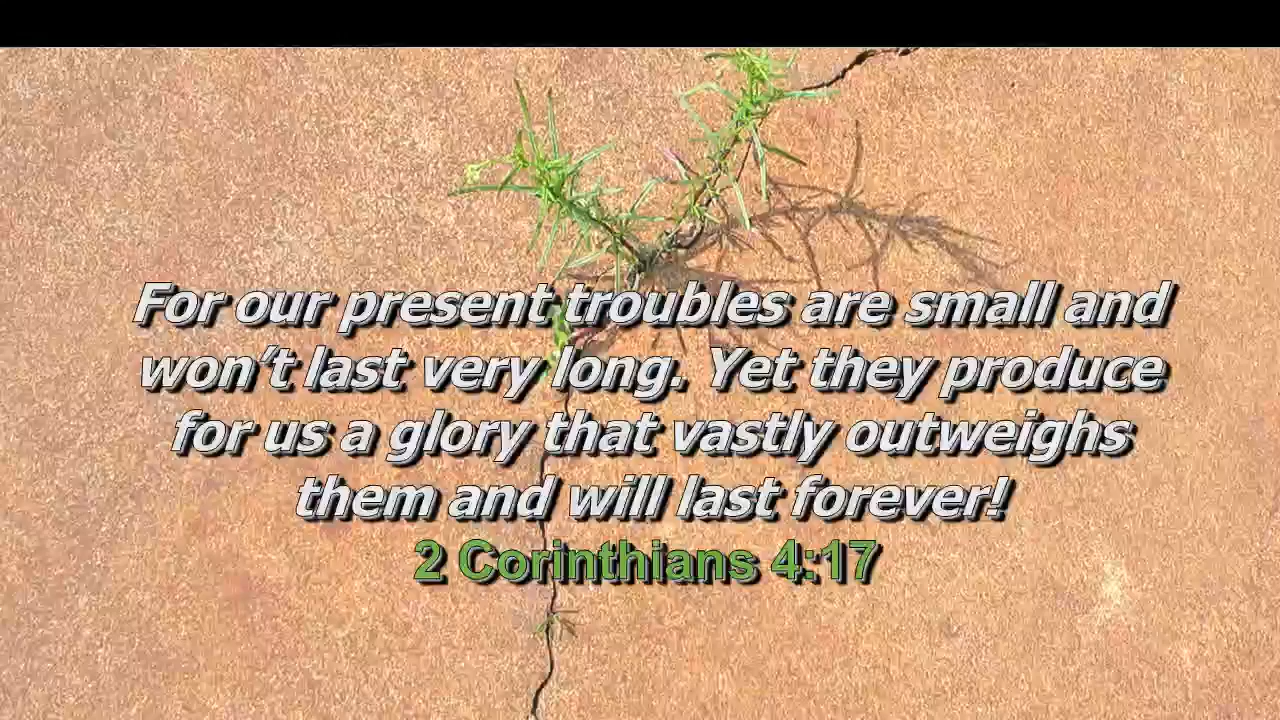 For our present troubles are small and
won’t last very long. Yet they produce
for us a glory that vastly outweighs
them and will last forever!
2 Corinthians 4:17